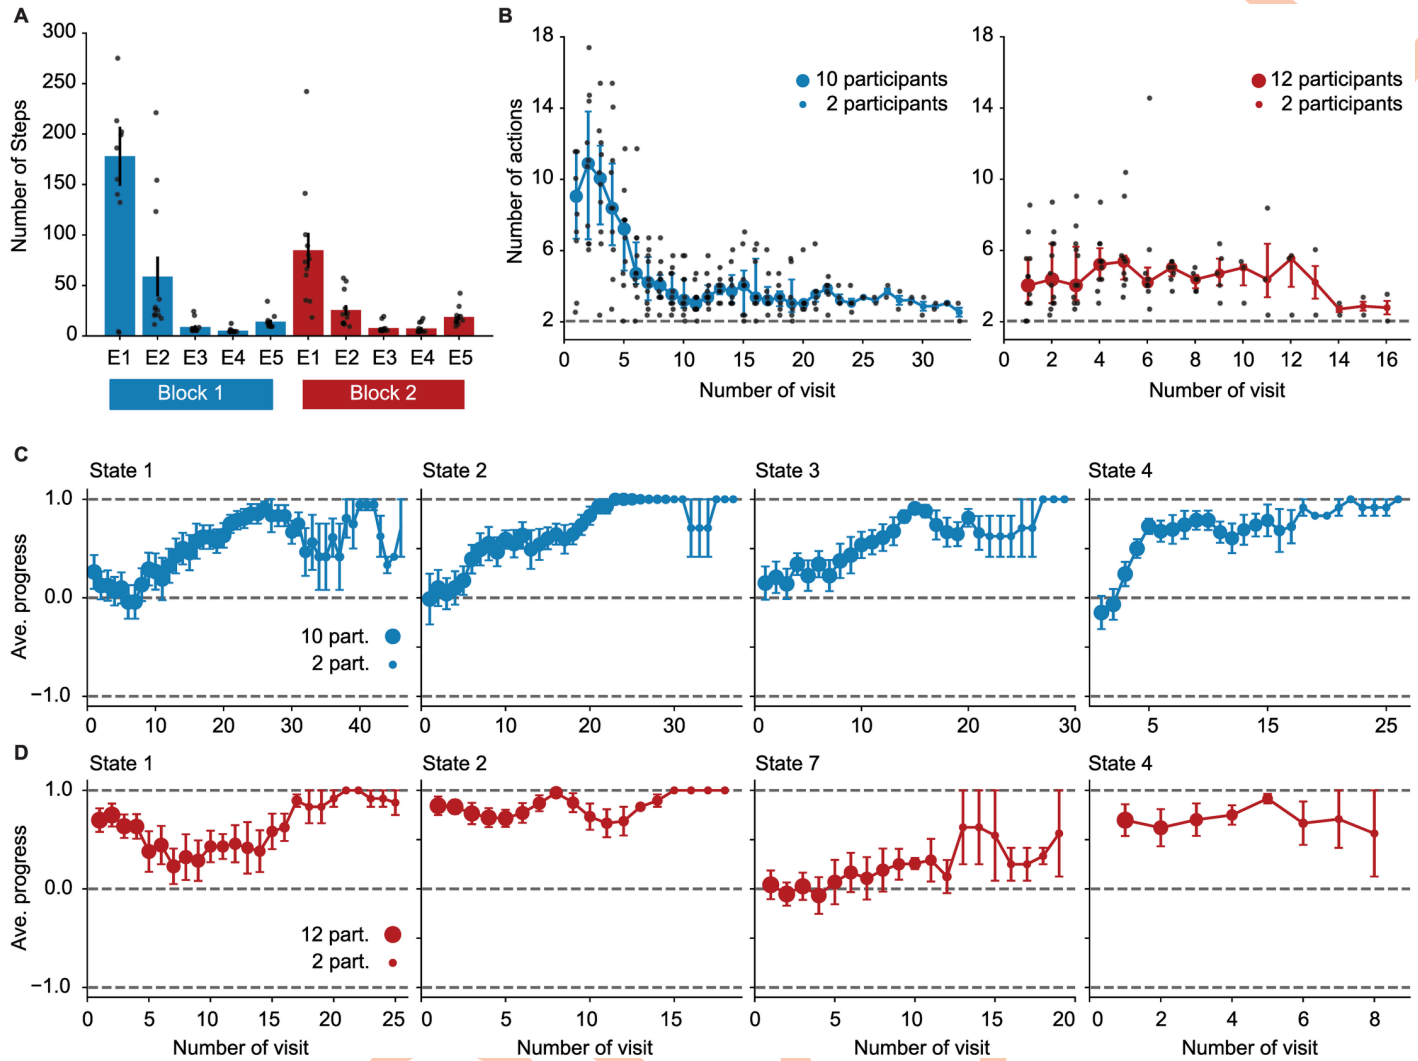 A
300
250
200
150
100
50
0
Number of Steps
E1 E2 E3 E4 E5 E1 E2 E3 E4 E5
Block 1 Block 2
B
18
14
10
6
2
Number of actions
10 participants
2 participants
0 5 10 15 20 25 30
Number of visit
18
14
10
6
2
12 participants
2 participants
0 2 4 6 8 10 12 14 16
Number of visit
C
State 1 State 2 State 3 State 4
1.0
0.0
−1.0
Ave. progress
10 part.
2 part.
0 10 20 30 40
0 10 20 30
0 10 20 30
5 15 25
D
State 1 State 2 State 7 State 4
1.0
0.0
−1.0
Ave. progress
12 part.
2 part.
0 5 10 15 20 25
0 5 10 15
0 5 10 15 20
0 2 4 6 8
Number of visit Number of visit Number of visit Number of visit